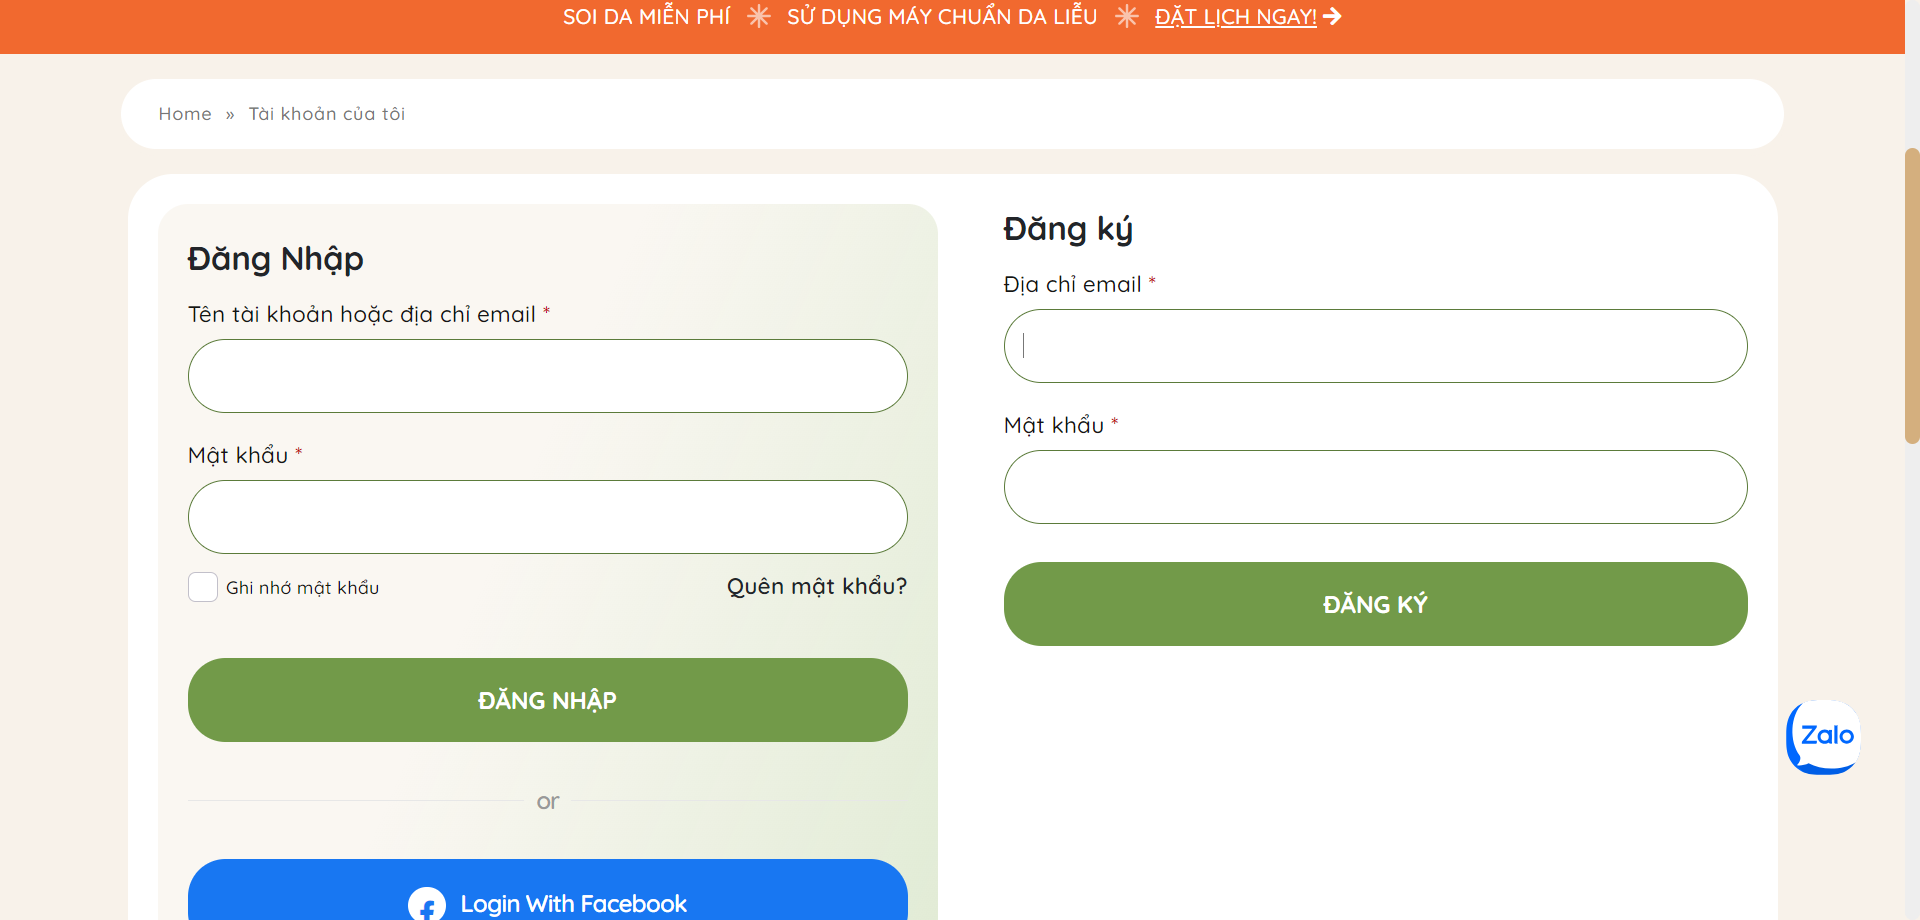 SOI DA MIỄN PHÍ SỬ DỤNG MÁY CHUẨN DA LIỄU ĐẶT LỊCH NGAY!
Home » Tài khoản của tôi
Đăng Nhập
Tên tài khoản hoặc địa chỉ email *
Mật khẩu *
Ghi nhớ mật khẩu Quên mật khẩu?
ĐĂNG NHẬP
or
Login With Facebook
Đăng ký
Địa chỉ email *
Mật khẩu *
ĐĂNG KÝ
Zalo